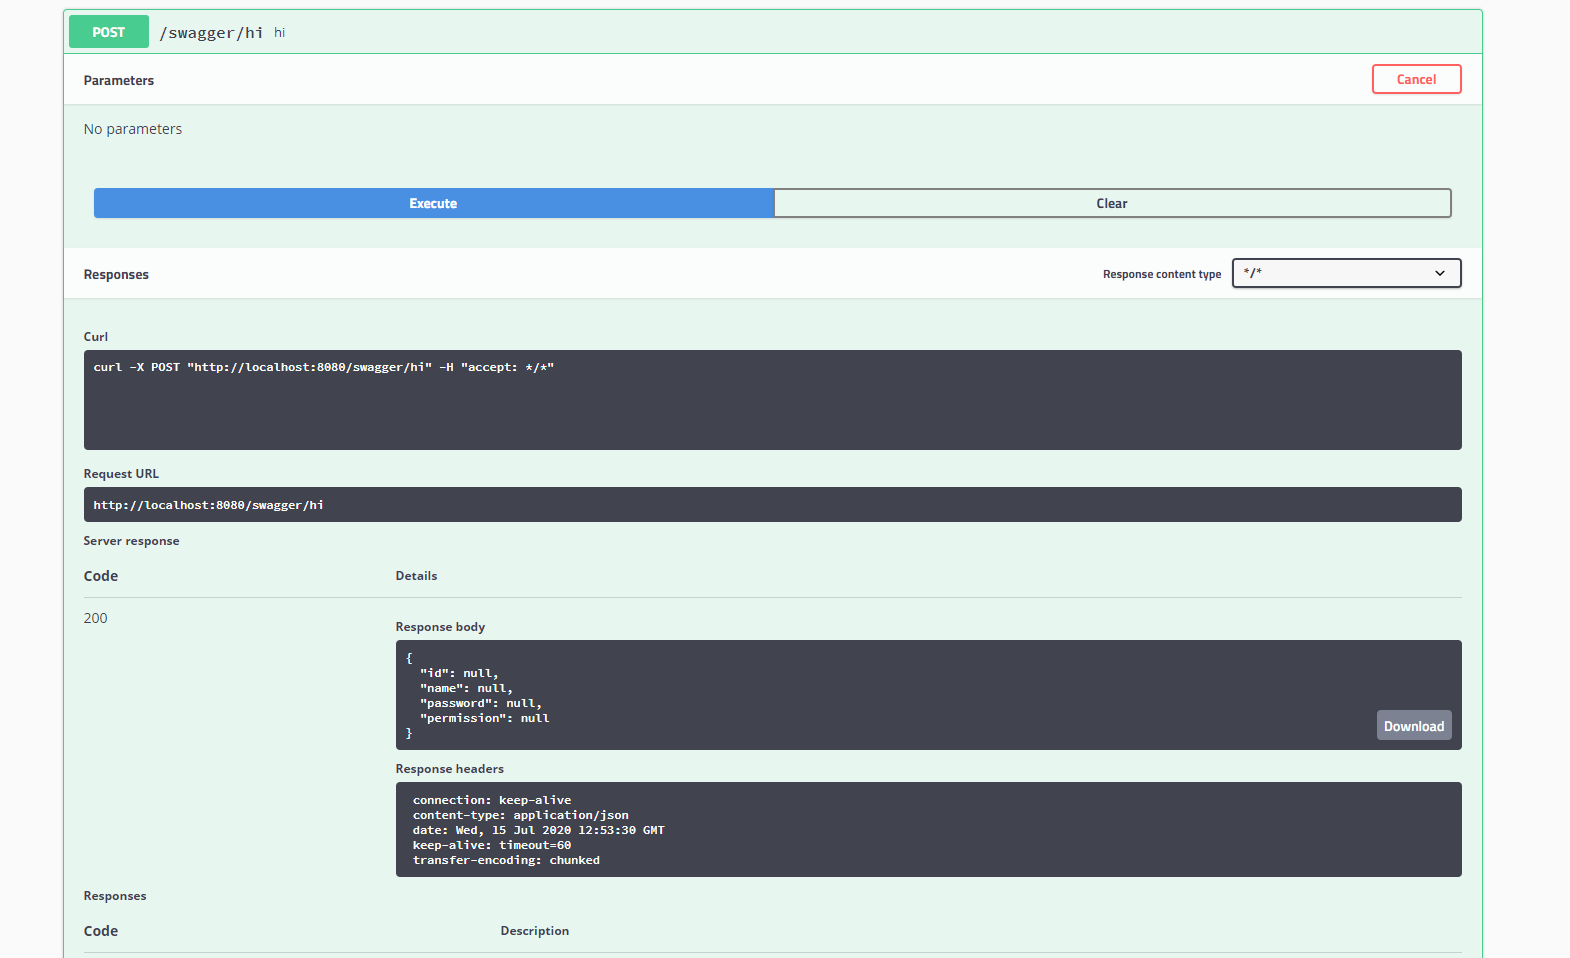 POST /swagger/hi hi
Parameters Cancel
No parameters
Execute Clear
Responses Response content type */*
Curl
curl -X POST "http://localhost:8080/swagger/hi" -H "accept: */*"
Request URL
http://localhost:8080/swagger/hi
Server response
Code Details
200
Response body
{
  "id": null,
  "name": null,
  "password": null,
  "permission": null
}
Download
Response headers
connection: keep-alive
content-type: application/json
date: Wed, 15 Jul 2020 12:53:30 GMT
keep-alive: timeout=60
transfer-encoding: chunked
Responses
Code Description